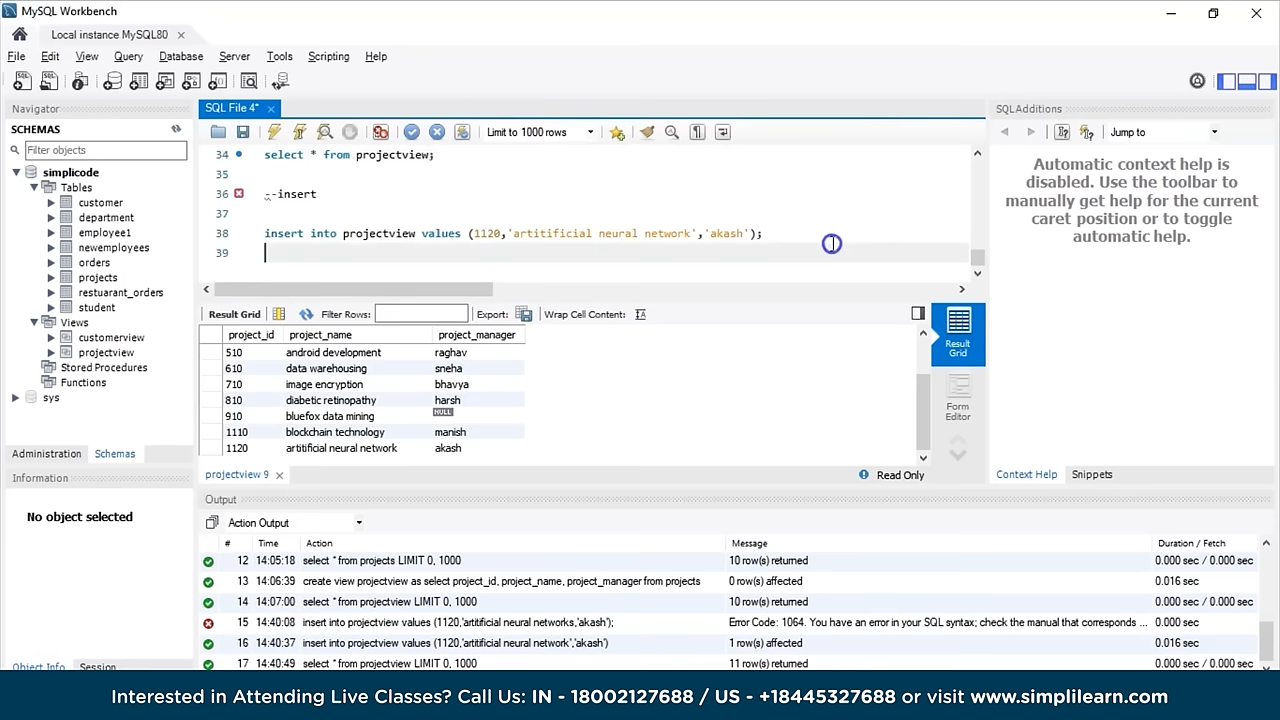 MySQL Workbench
Local instance MySQL80
File Edit View Query Database Server Tools Scripting Help
Navigator
SCHEMAS
Filter objects
simplicode
Tables
customer
department
employee1
newemployees
orders
projects
restuarant_orders
student
Views
customerview
projectview
Stored Procedures
Functions
sys
Administration Schemas
Information
No object selected
Object Info Session
SQL File 4*
Limit to 1000 rows
34 select * from projectview;
35
36 --insert
37
38 insert into projectview values (1120,'artitificial neural network','akash');
39
Result Grid Filter Rows: Export: Wrap Cell Content:
project_id project_name project_manager
510 android development raghav
610 data warehousing sneha
710 image encryption bhavya
810 diabetic retinopathy harsh
910 bluefox data mining NULL
1110 blockchain technology manish
1120 artitificial neural network akash
Result Grid
Form Editor
projectview 9 Read Only
SQLAdditions
Jump to
Automatic context help is
disabled. Use the toolbar to
manually get help for the current
caret position or to toggle
automatic help.
Context Help Snippets
Output
Action Output
# Time Action Message Duration / Fetch
12 14:05:18 select * from projects LIMIT 0, 1000 10 row(s) returned 0.000 sec / 0.000 sec
13 14:06:39 create view projectview as select project_id, project_name, project_manager from projects 0 row(s) affected 0.016 sec
14 14:07:00 select * from projectview LIMIT 0, 1000 10 row(s) returned 0.000 sec / 0.000 sec
15 14:40:08 insert into projectview values (1120,'artitificial neural networks,'akash'); Error Code: 1064. You have an error in your SQL syntax; check the manual that corresponds ... 0.000 sec
16 14:40:37 insert into projectview values (1120,'artitificial neural network','akash') 1 row(s) affected 0.016 sec
17 14:40:49 select * from projectview LIMIT 0, 1000 11 row(s) returned 0.000 sec / 0.000 sec
Interested in Attending Live Classes? Call Us: IN - 18002127688 / US - +18445327688 or visit www.simplilearn.com